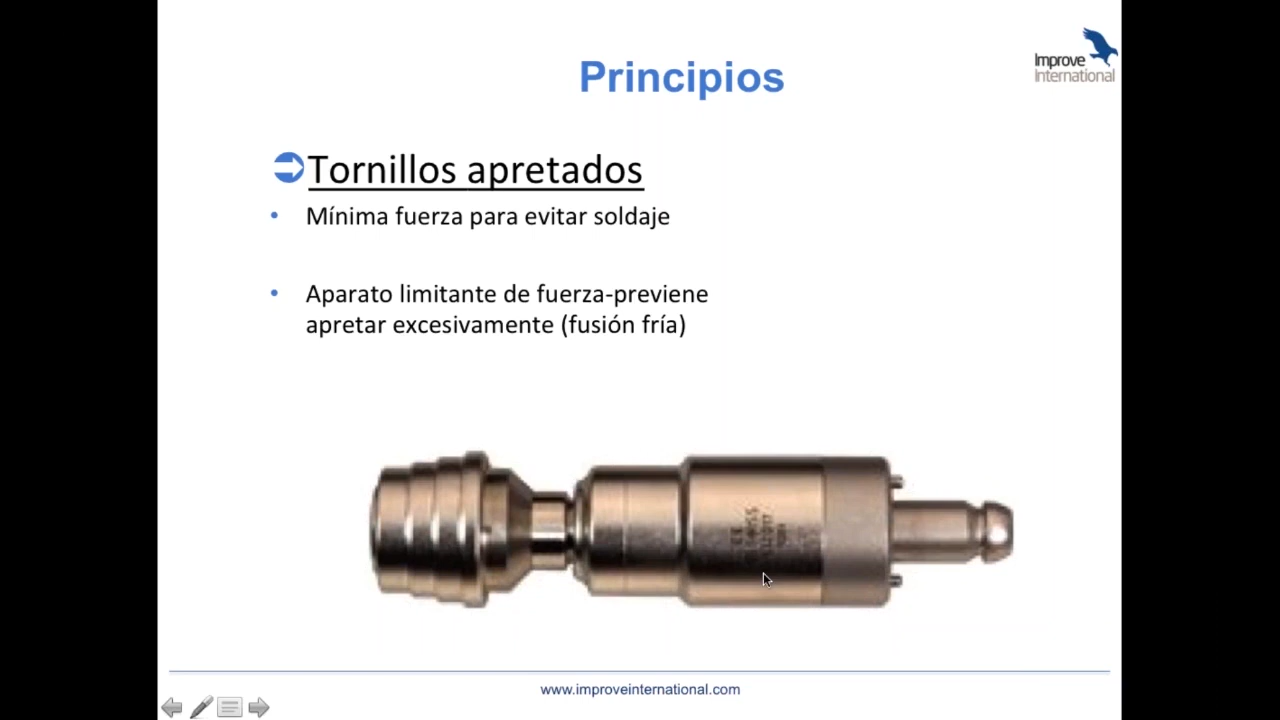 Principios
Improve
International
Tornillos apretados
• Mínima fuerza para evitar soldaje
• Aparato limitante de fuerza-previene
apretar excesivamente (fusión fría)
www.improveinternational.com